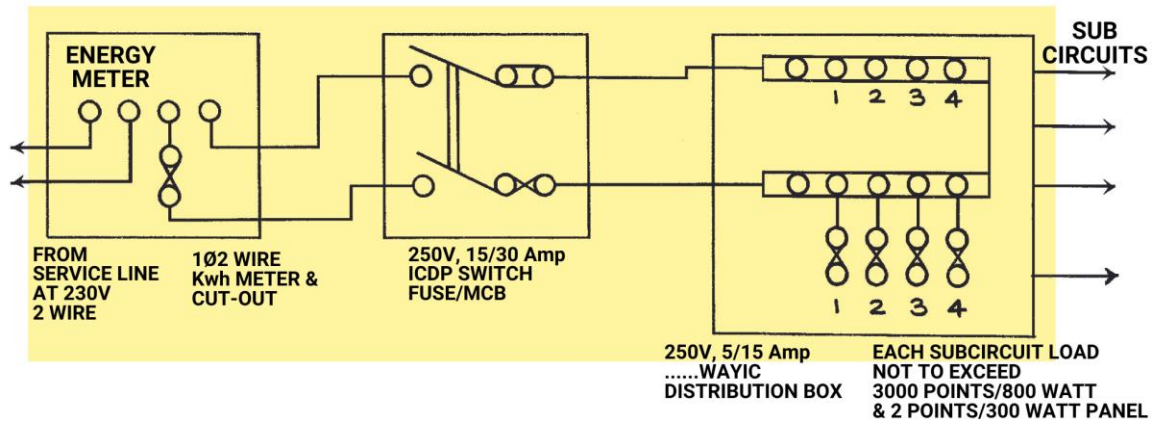 ENERGY
METER
SUB
CIRCUITS
1 2 3 4
1 2 3 4
FROM
SERVICE LINE
AT 230V
2 WIRE
1Ø2 WIRE
Kwh METER &
CUT-OUT
250V, 15/30 Amp
ICDP SWITCH
FUSE/MCB
250V, 5/15 Amp
......WAYIC
DISTRIBUTION BOX
EACH SUBCIRCUIT LOAD
NOT TO EXCEED
3000 POINTS/800 WATT
& 2 POINTS/300 WATT PANEL